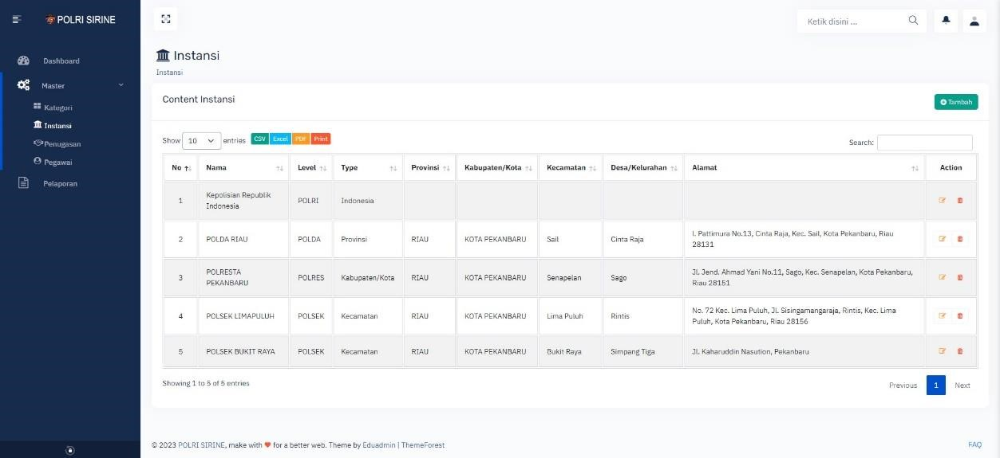 POLRI SIRINE
Ketik disini ...
Dashboard
Master
Kategori
Instansi
Penugasan
Pegawai
Pelaporan
Instansi
Instansi
Content Instansi
Tambah
Show 10 entries CSV Excel PDF Print
Search:
No Nama Level Type Provinsi Kabupaten/Kota Kecamatan Desa/Kelurahan Alamat Action
1 Kepolisian Republik Indonesia POLRI Indonesia
2 POLDA RIAU POLDA Provinsi RIAU KOTA PEKANBARU Sail Cinta Raja l. Pattimura No.13, Cinta Raja, Kec. Sail, Kota Pekanbaru, Riau 28131
3 POLRESTA PEKANBARU POLRES Kabupaten/Kota RIAU KOTA PEKANBARU Senapelan Sago Jl. Jend. Ahmad Yani No.11, Sago, Kec. Senapelan, Kota Pekanbaru, Riau 28151
4 POLSEK LIMAPULUH POLSEK Kecamatan RIAU KOTA PEKANBARU Lima Puluh Rintis No. 72 Kec. Lima Puluh, Jl. Sisingamangaraja, Rintis, Kec. Lima Puluh, Kota Pekanbaru, Riau 28156
5 POLSEK BUKIT RAYA POLSEK Kecamatan RIAU KOTA PEKANBARU Bukit Raya Simpang Tiga Jl. Kaharuddin Nasution, Pekanbaru
Showing 1 to 5 of 5 entries
Previous 1 Next
© 2023 POLRI SIRINE, make with ❤ for a better web. Theme by Eduadmin | ThemeForest
FAQ